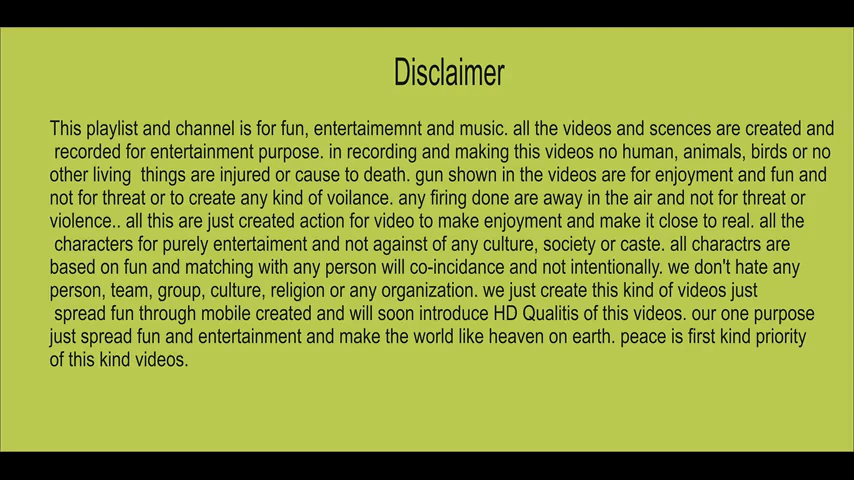 Disclaimer
This playlist and channel is for fun, entertaimemnt and music. all the videos and scences are created and
recorded for entertainment purpose. in recording and making this videos no human, animals, birds or no
other living  things are injured or cause to death. gun shown in the videos are for enjoyment and fun and
not for threat or to create any kind of voilance. any firing done are away in the air and not for threat or
violence.. all this are just created action for video to make enjoyment and make it close to real. all the
characters for purely entertaiment and not against of any culture, society or caste. all charactrs are
based on fun and matching with any person will co-incidance and not intentionally. we don't hate any
person, team, group, culture, religion or any organization. we just create this kind of videos just
spread fun through mobile created and will soon introduce HD Qualitis of this videos. our one purpose
just spread fun and entertainment and make the world like heaven on earth. peace is first kind priority
of this kind videos.